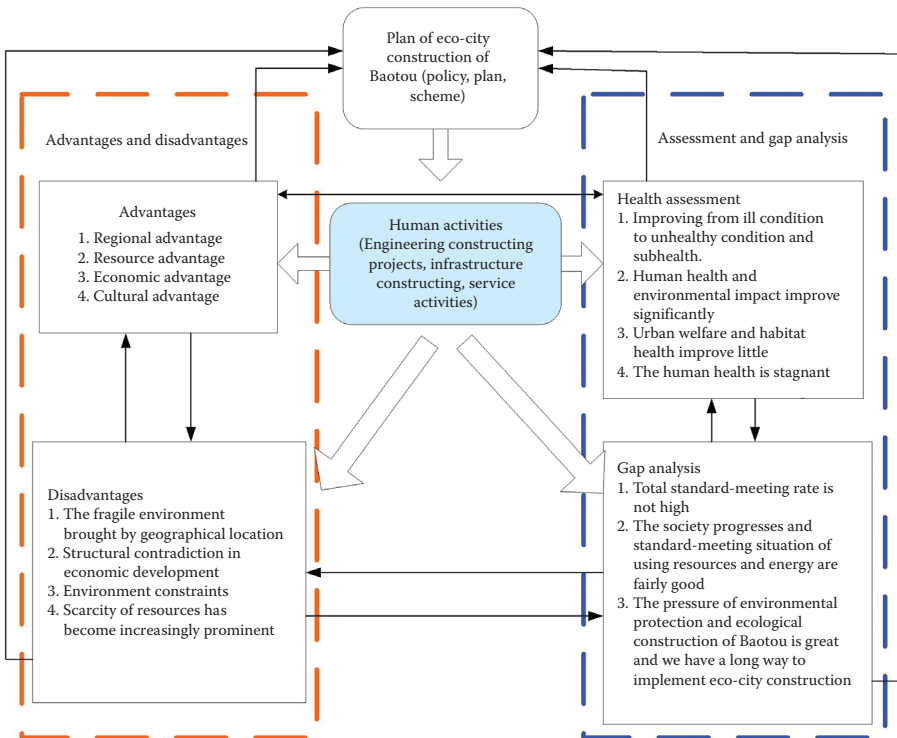 Plan of eco-city
construction of
Baotou (policy, plan,
scheme)
Advantages and disadvantages
Assessment and gap analysis
Advantages
1. Regional advantage
2. Resource advantage
3. Economic advantage
4. Cultural advantage
Human activities
(Engineering constructing
projects, infrastructure
constructing, service
activities)
Health assessment
1. Improving from ill condition
to unhealthy condition and
subhealth.
2. Human health and
environmental impact improve
significantly
3. Urban welfare and habitat
health improve little
4. The human health is stagnant
Disadvantages
1. The fragile environment
brought by geographical location
2. Structural contradiction in
economic development
3. Environment constraints
4. Scarcity of resources has
become increasingly prominent
Gap analysis
1. Total standard-meeting rate is
not high
2. The society progresses and
standard-meeting situation of
using resources and energy are
fairly good
3. The pressure of environmental
protection and ecological
construction of Baotou is great
and we have a long way to
implement eco-city construction